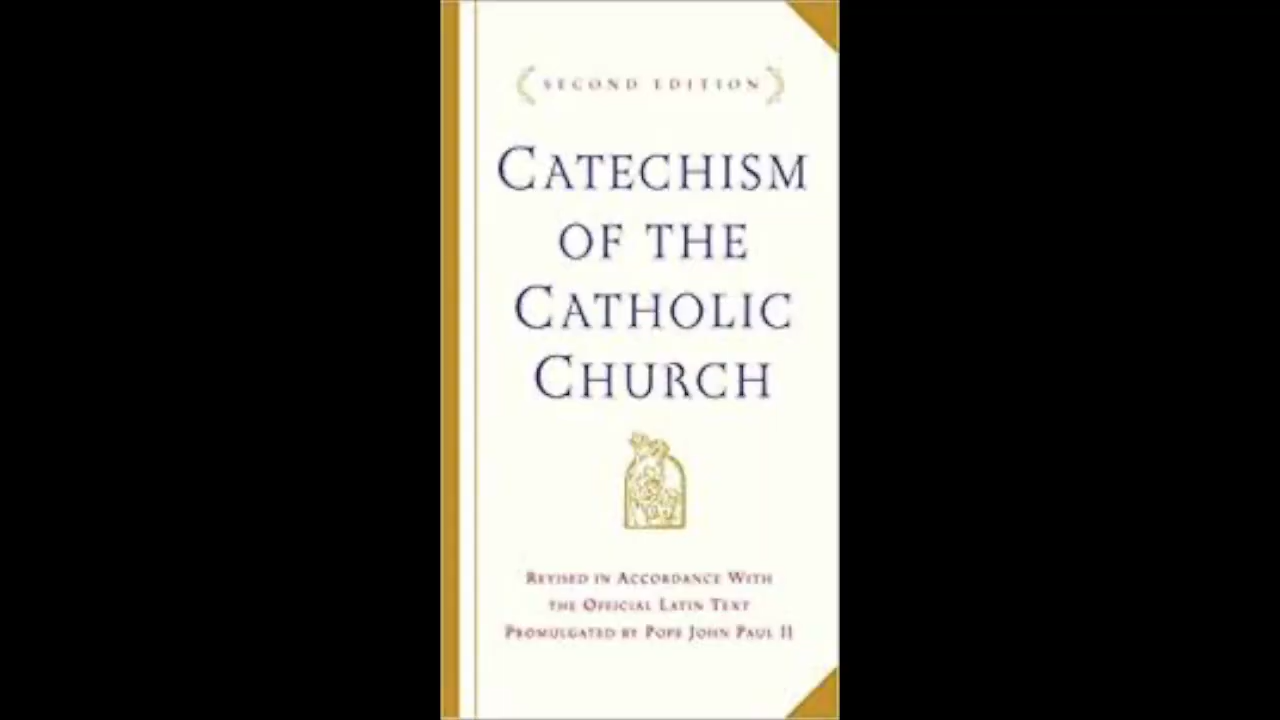 SECOND EDITION
CATECHISM
OF THE
CATHOLIC
CHURCH
REVISED IN ACCORDANCE WITH
THE OFFICIAL LATIN TEXT
PROMULGATED BY POPE JOHN PAUL II